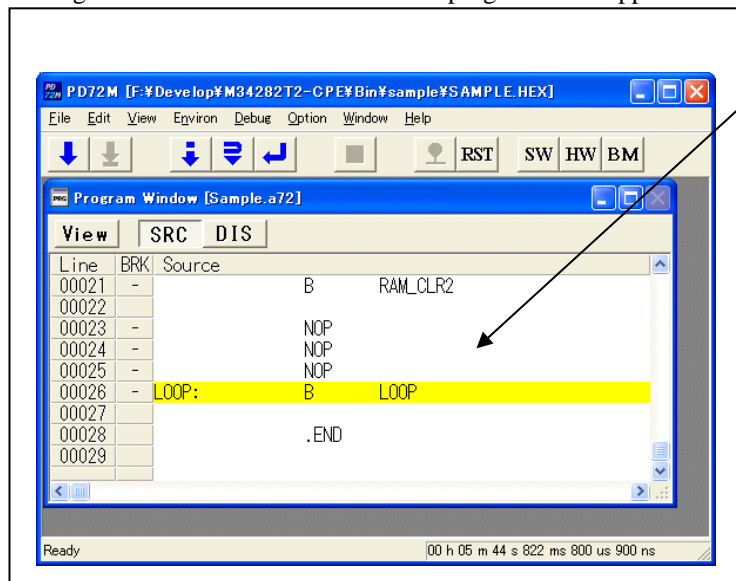 PD72M [F:¥Develop¥M34282T2-CPE¥Bin¥sample¥SAMPLE.HEX]
File Edit View Environ Debug Option Window Help
RST SW HW BM
PRG Program Window [Sample.a72]
View SRC DIS
Line BRK Source
00021 - B RAM_CLR2
00022
00023 - NOP
00024 - NOP
00025 - NOP
00026 - LOOP: B LOOP
00027
00028 .END
00029
Ready 00 h 05 m 44 s 822 ms 800 us 900 ns